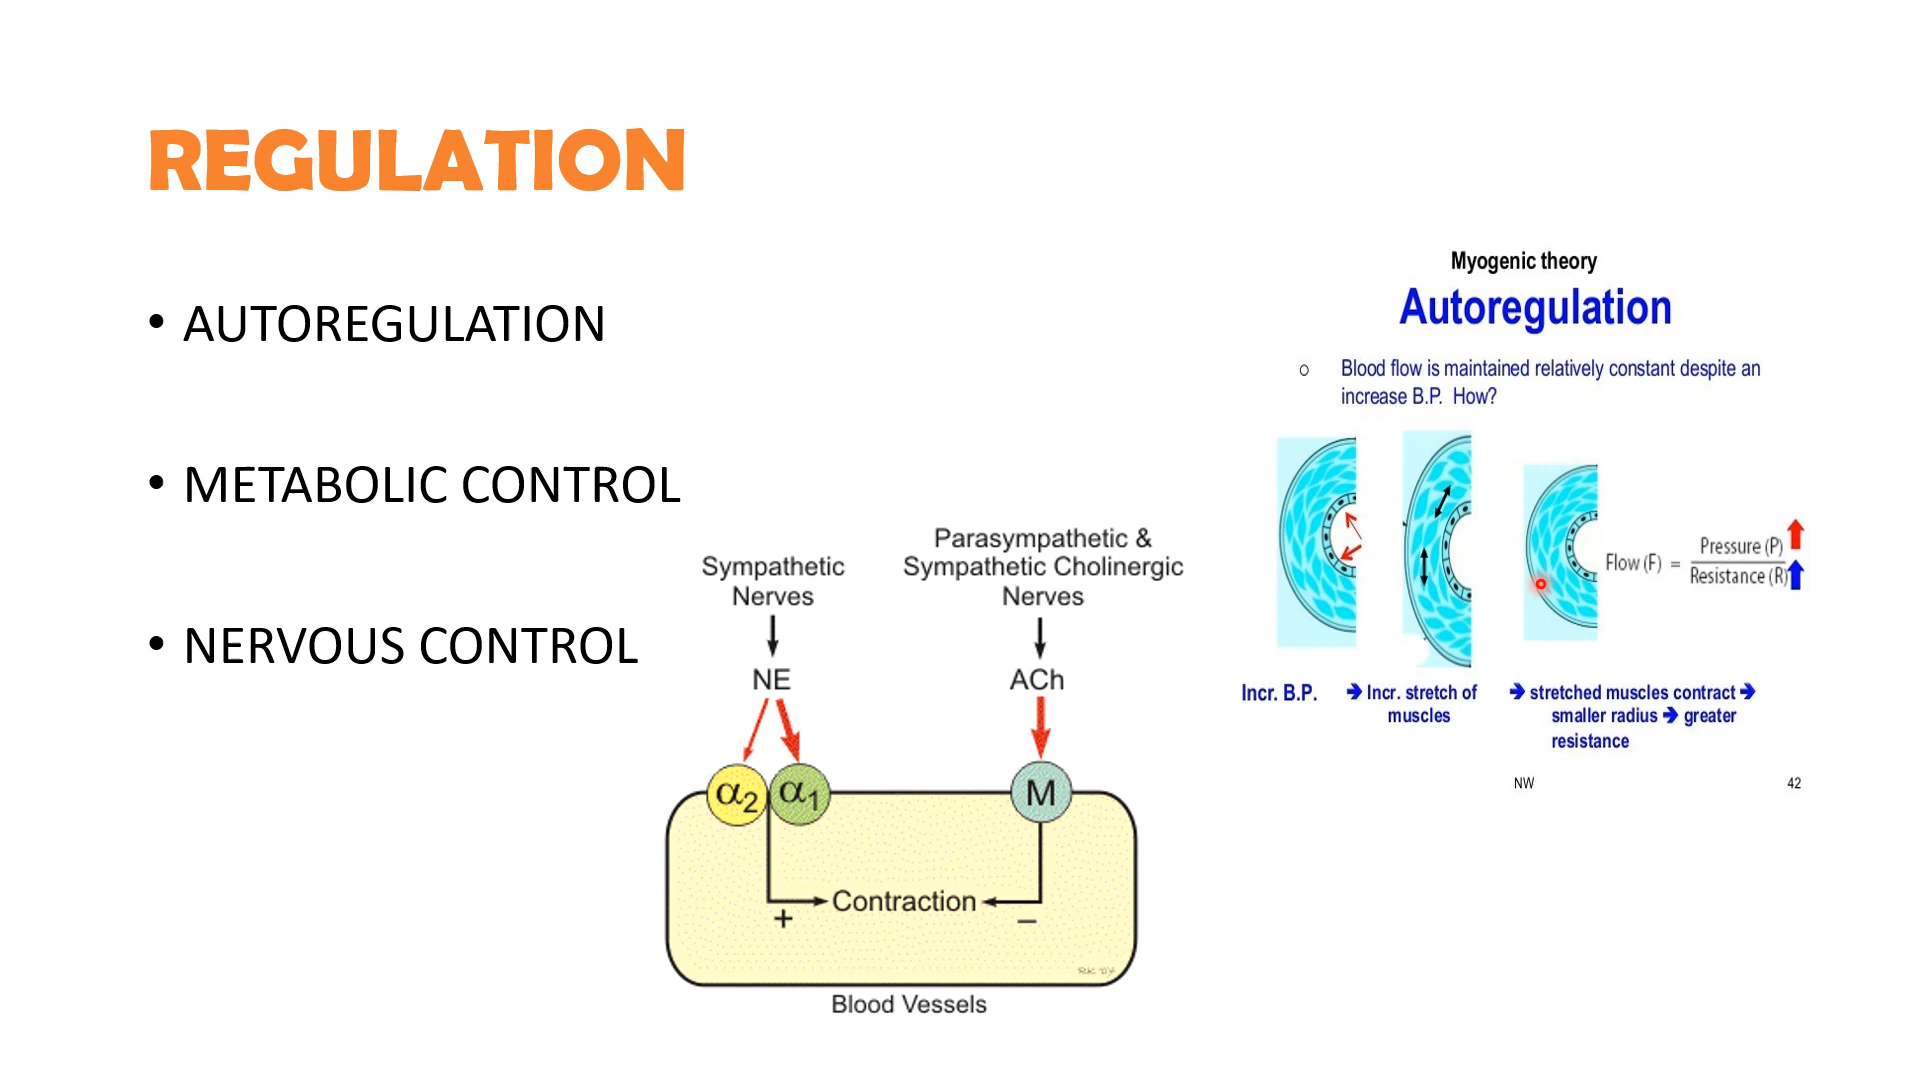 REGULATION
• AUTOREGULATION
• METABOLIC CONTROL
• NERVOUS CONTROL
Sympathetic
Nerves
NE
α2 α1
Parasympathetic &
Sympathetic Cholinergic
Nerves
ACh
M
Contraction
+
–
Blood Vessels
Myogenic theory
Autoregulation
○ Blood flow is maintained relatively constant despite an
increase B.P. How?
Flow (F) = Pressure (P)
Resistance (R)
Incr. B.P.
➔ Incr. stretch of
muscles
➔ stretched muscles contract ➔
smaller radius ➔ greater
resistance
NW
42